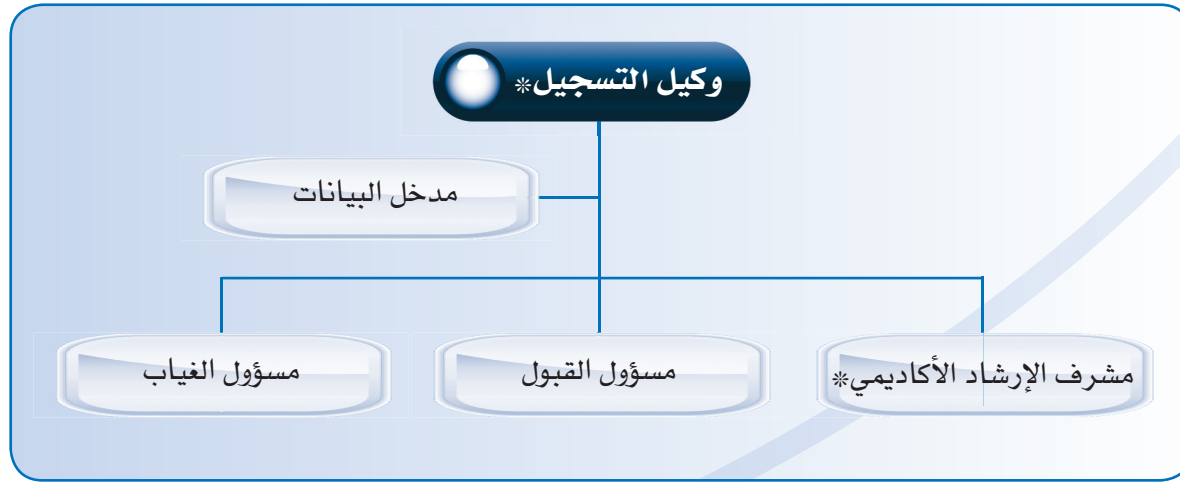 وكيل التسجيل*
مدخل البيانات
مشرف الإرشاد الأكاديمي*
مسؤول القبول
مسؤول الغياب